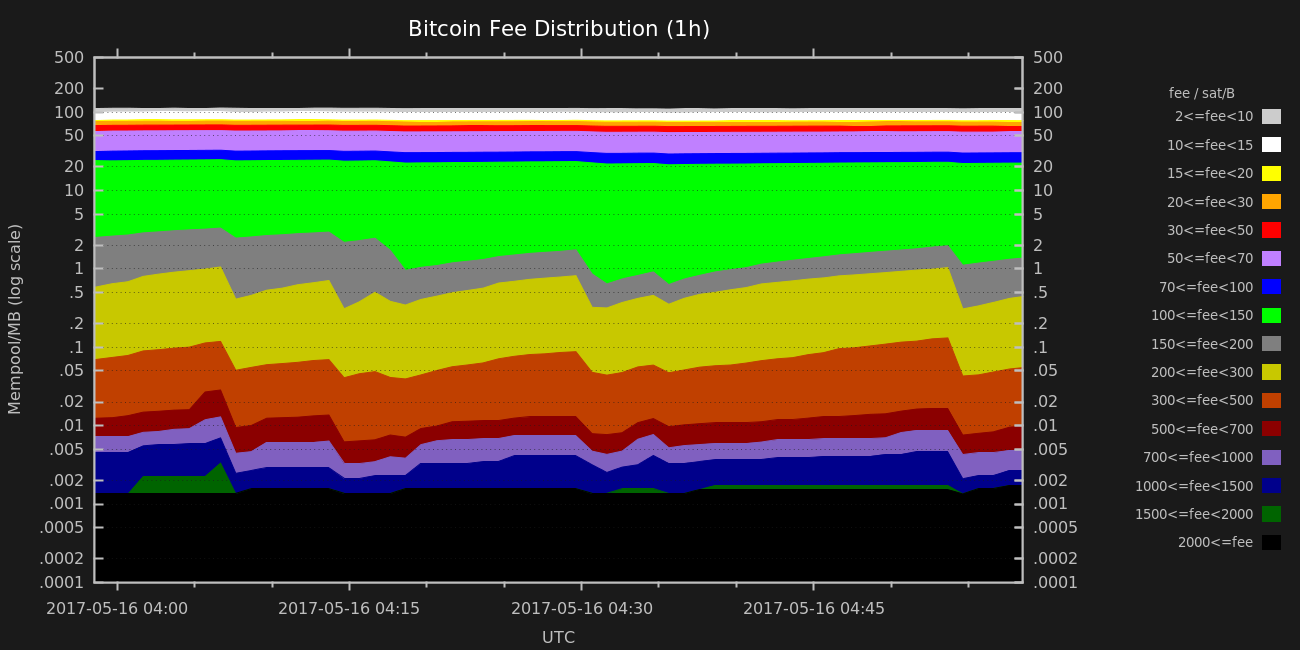 Bitcoin Fee Distribution (1h)
Mempool/MB (log scale)
500
200
100
50
20
10
5
2
1
.5
.2
.1
.05
.02
.01
.005
.002
.001
.0005
.0002
.0001
500
200
100
50
20
10
5
2
1
.5
.2
.1
.05
.02
.01
.005
.002
.001
.0005
.0002
.0001
fee / sat/B
2<=fee<10
10<=fee<15
15<=fee<20
20<=fee<30
30<=fee<50
50<=fee<70
70<=fee<100
100<=fee<150
150<=fee<200
200<=fee<300
300<=fee<500
500<=fee<700
700<=fee<1000
1000<=fee<1500
1500<=fee<2000
2000<=fee
2017-05-16 04:00 2017-05-16 04:15 2017-05-16 04:30 2017-05-16 04:45
UTC